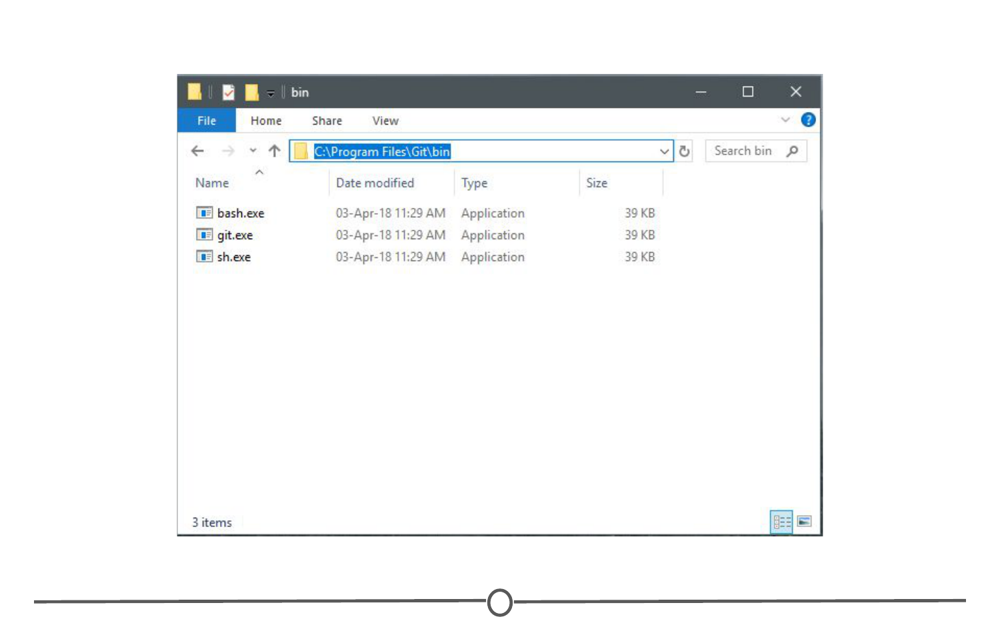 bin
File Home Share View
C:\Program Files\Git\bin Search bin
Name Date modified Type Size
bash.exe 03-Apr-18 11:29 AM Application 39 KB
git.exe 03-Apr-18 11:29 AM Application 39 KB
sh.exe 03-Apr-18 11:29 AM Application 39 KB
3 items